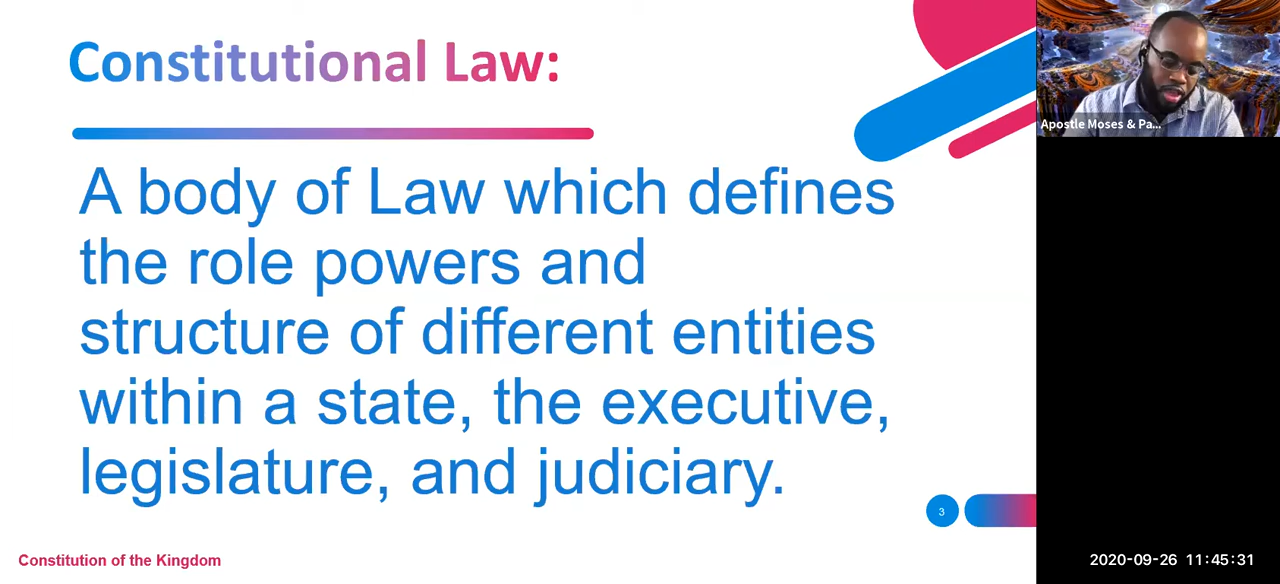 Constitutional Law:
A body of Law which defines
the role powers and
structure of different entities
within a state, the executive,
legislature, and judiciary.
3
Constitution of the Kingdom
Apostle Moses & Pa...
2020-09-26 11:45:31